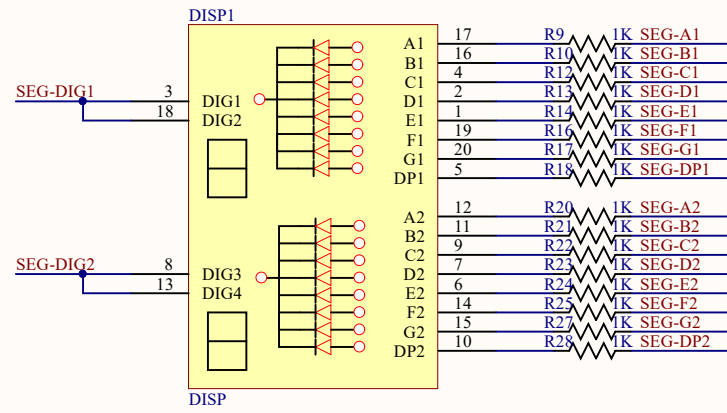 DISP1
17 R9 1K SEG-A1
A1
16 R10 1K SEG-B1
B1
4 R12 1K SEG-C1
C1
SEG-DIG1 3 DIG1
2 R13 1K SEG-D1
D1
18 DIG2
1 R14 1K SEG-E1
E1
19 R16 1K SEG-F1
F1
20 R17 1K SEG-G1
G1
5 R18 1K SEG-DP1
DP1
12 R20 1K SEG-A2
A2
11 R21 1K SEG-B2
B2
9 R22 1K SEG-C2
C2
SEG-DIG2 8 DIG3
7 R23 1K SEG-D2
D2
13 DIG4
6 R24 1K SEG-E2
E2
14 R25 1K SEG-F2
F2
15 R27 1K SEG-G2
G2
10 R28 1K SEG-DP2
DP2
DISP